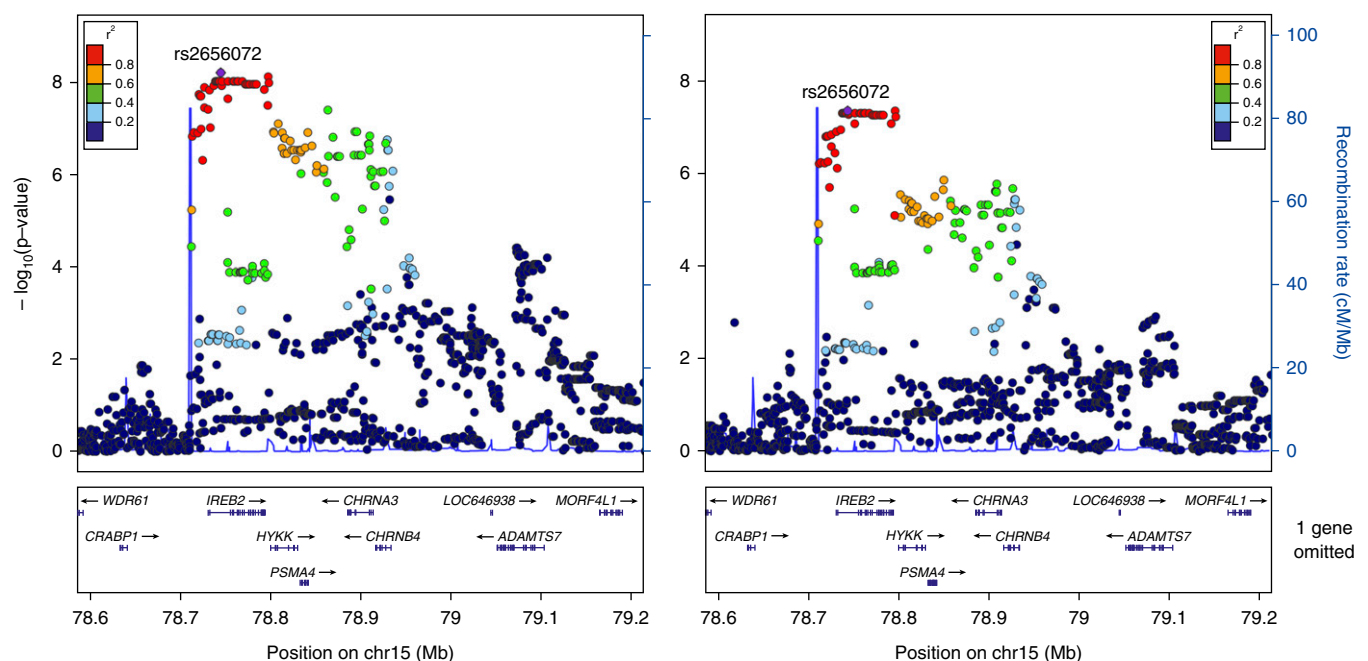 r²
0.8
0.6
0.4
0.2
rs2656072
8
6
4
2
0
− log10(p–value)
← WDR61
IREB2 →
← CHRNA3
LOC646938 →
MORF4L1 →
CRABP1 →
HYKK →
← CHRNB4
← ADAMTS7
PSMA4 →
78.6 78.7 78.8 78.9 79 79.1 79.2
Position on chr15 (Mb)
r²
0.8
0.6
0.4
0.2
rs2656072
8
6
4
2
0
100
80
60
40
20
0
Recombination rate (cM/Mb)
← WDR61
IREB2 →
← CHRNA3
LOC646938 →
MORF4L1 →
CRABP1 →
HYKK →
← CHRNB4
← ADAMTS7
PSMA4 →
78.6 78.7 78.8 78.9 79 79.1 79.2
Position on chr15 (Mb)
1 gene
omitted